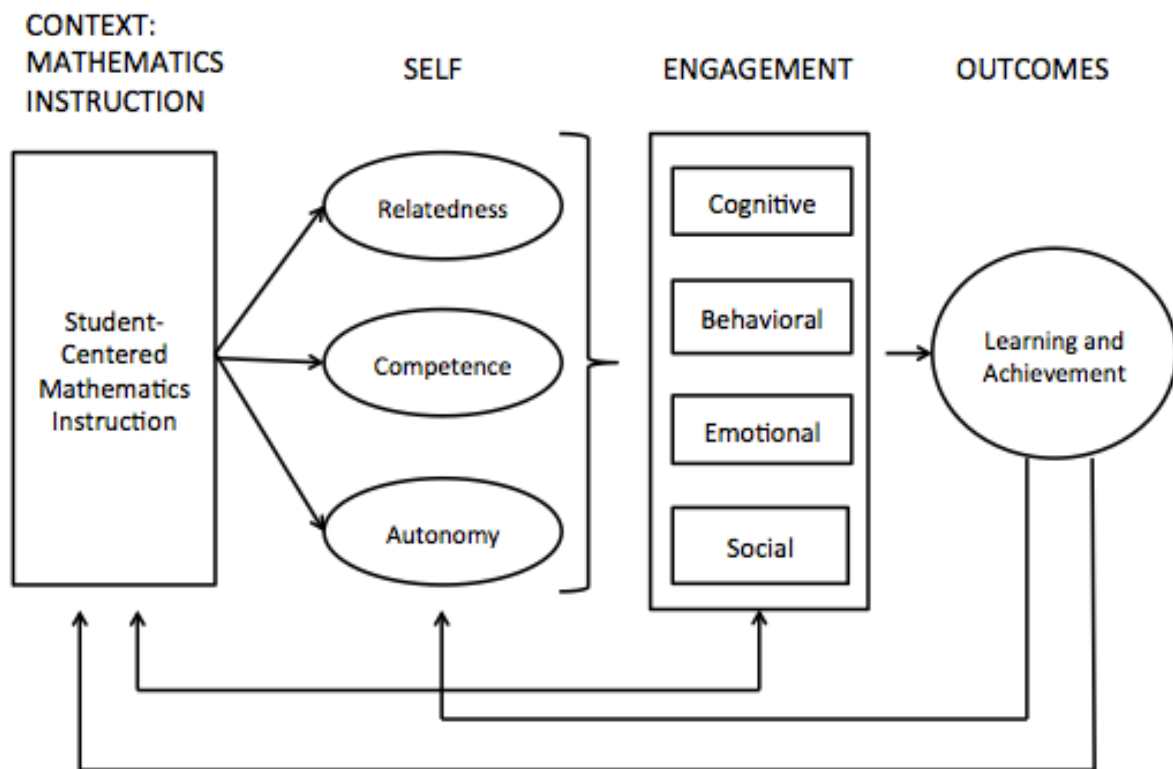 CONTEXT:
MATHEMATICS
INSTRUCTION
SELF
ENGAGEMENT
OUTCOMES
Student-
Centered
Mathematics
Instruction
Relatedness
Competence
Autonomy
Cognitive
Behavioral
Emotional
Social
Learning and
Achievement